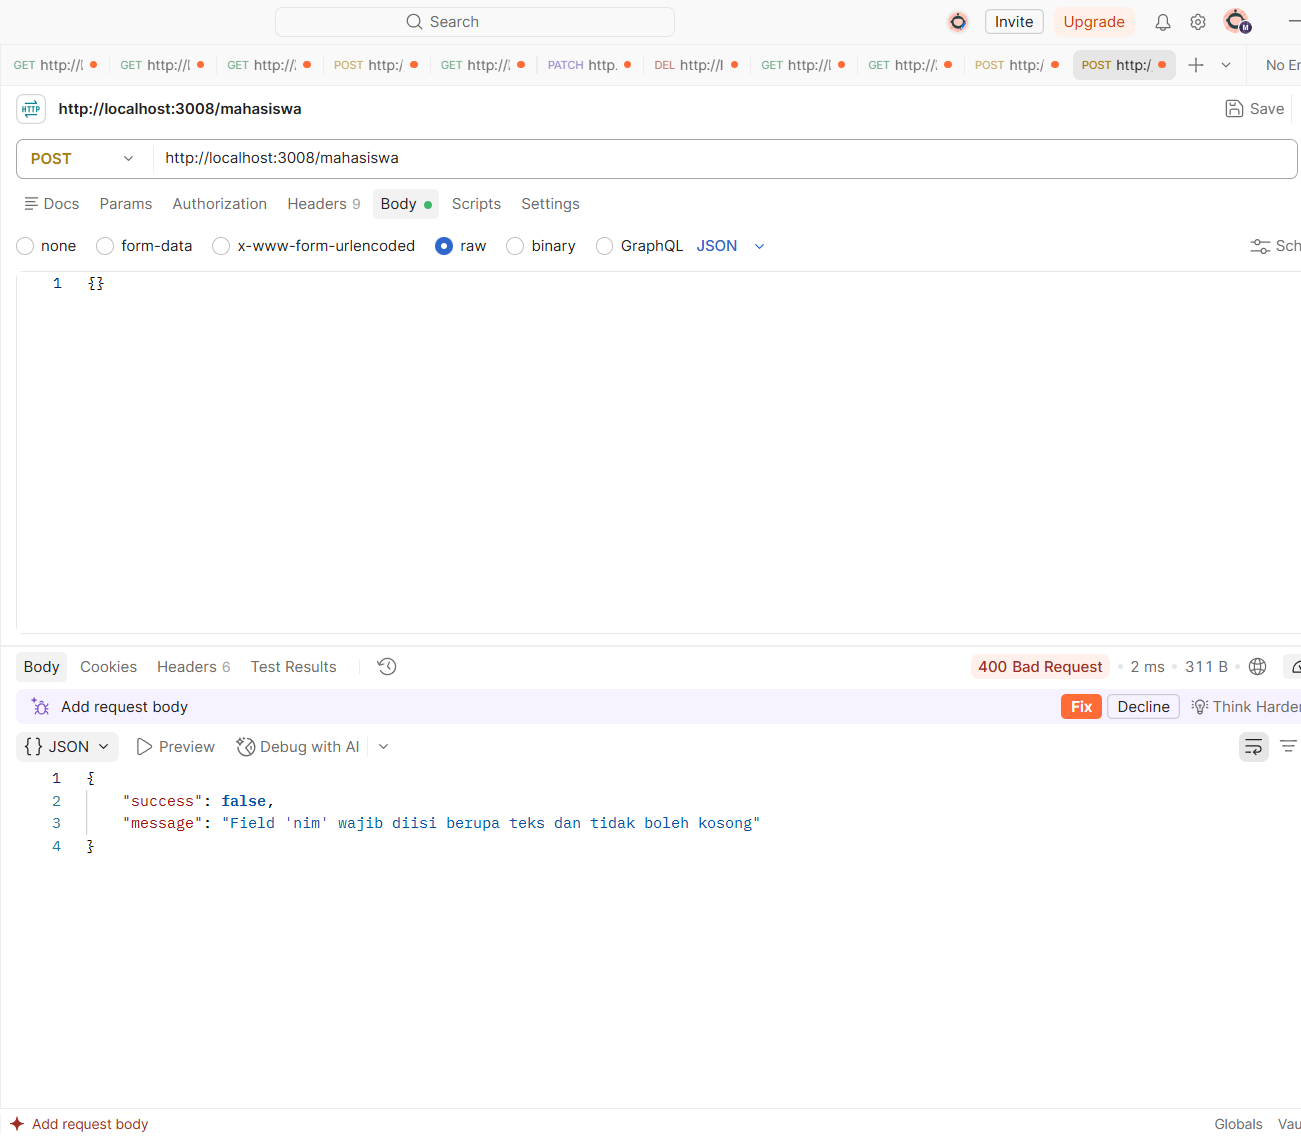 Search
Invite
Upgrade
GET http://
GET http://
GET http://
POST http:/
GET http://
PATCH http.
DEL http://
GET http://
GET http://
POST http:/
POST http:/
No
HTTP
http://localhost:3008/mahasiswa
Save
POST
http://localhost:3008/mahasiswa
Docs
Params
Authorization
Headers 9
Body
Scripts
Settings
none
form-data
x-www-form-urlencoded
raw
binary
GraphQL
JSON
Sch
1 {}
Body
Cookies
Headers 6
Test Results
400 Bad Request
2 ms
311 B
Add request body
Fix
Decline
Think Harder
{} JSON
Preview
Debug with AI
1 {
2 "success": false,
3 "message": "Field 'nim' wajib diisi berupa teks dan tidak boleh kosong"
4 }
Add request body
Globals
Vau